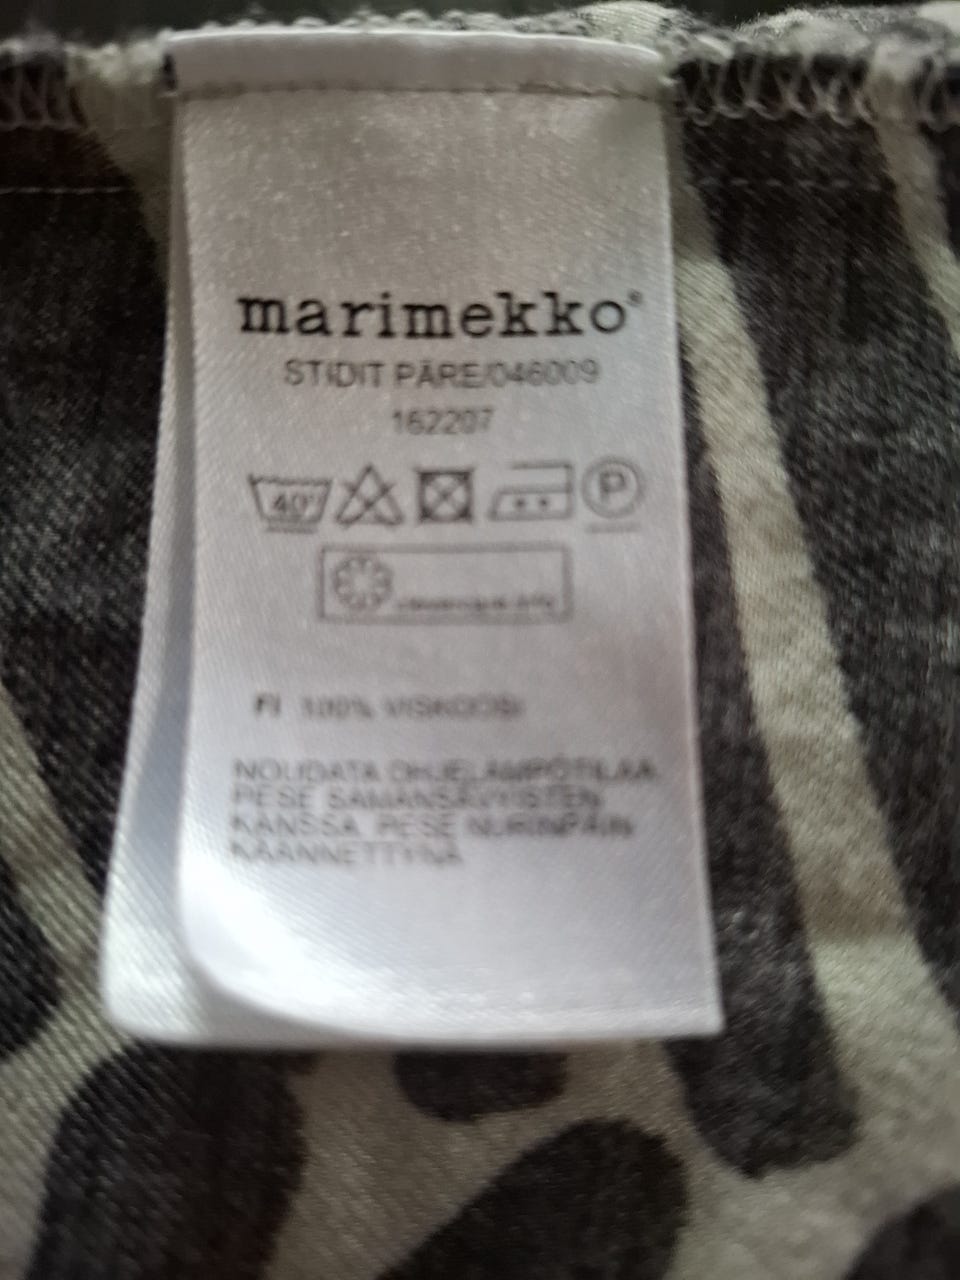 marimekko®
STIDIT PÄRE/046009
162207
40° P
FI 100% VISKOOSI
NOUDATA OHJELÄMPÖTILAA.
PESE SAMANSÄVYISTEN
KANSSA. PESE NURINPÄIN
KÄÄNNETTYNÄ